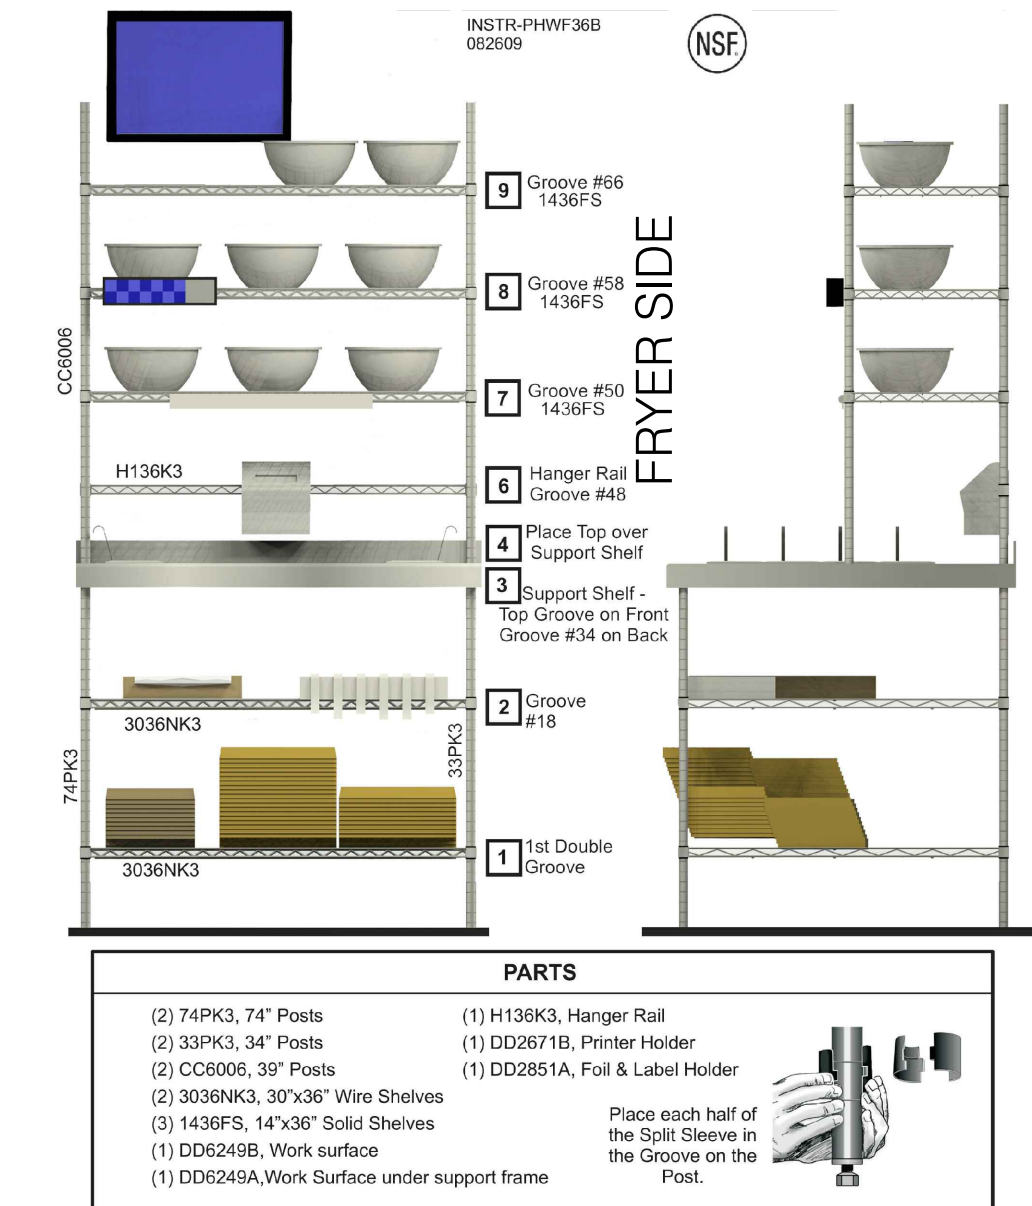 INSTR-PHWF36B
082609
NSF
9
Groove #66
1436FS
8
Groove #58
1436FS
FRYER SIDE
CC6006
7
Groove #50
1436FS
H136K3
6
Hanger Rail
Groove #48
4
Place Top over
Support Shelf
3
Support Shelf -
Top Groove on Front
Groove #34 on Back
2
Groove
#18
3036NK3
33PK3
74PK3
1
1st Double
Groove
3036NK3
PARTS
(2) 74PK3, 74” Posts
(2) 33PK3, 34” Posts
(2) CC6006, 39” Posts
(2) 3036NK3, 30”x36” Wire Shelves
(3) 1436FS, 14”x36” Solid Shelves
(1) DD6249B, Work surface
(1) DD6249A,Work Surface under support frame
(1) H136K3, Hanger Rail
(1) DD2671B, Printer Holder
(1) DD2851A, Foil & Label Holder
Place each half of
the Split Sleeve in
the Groove on the
Post.